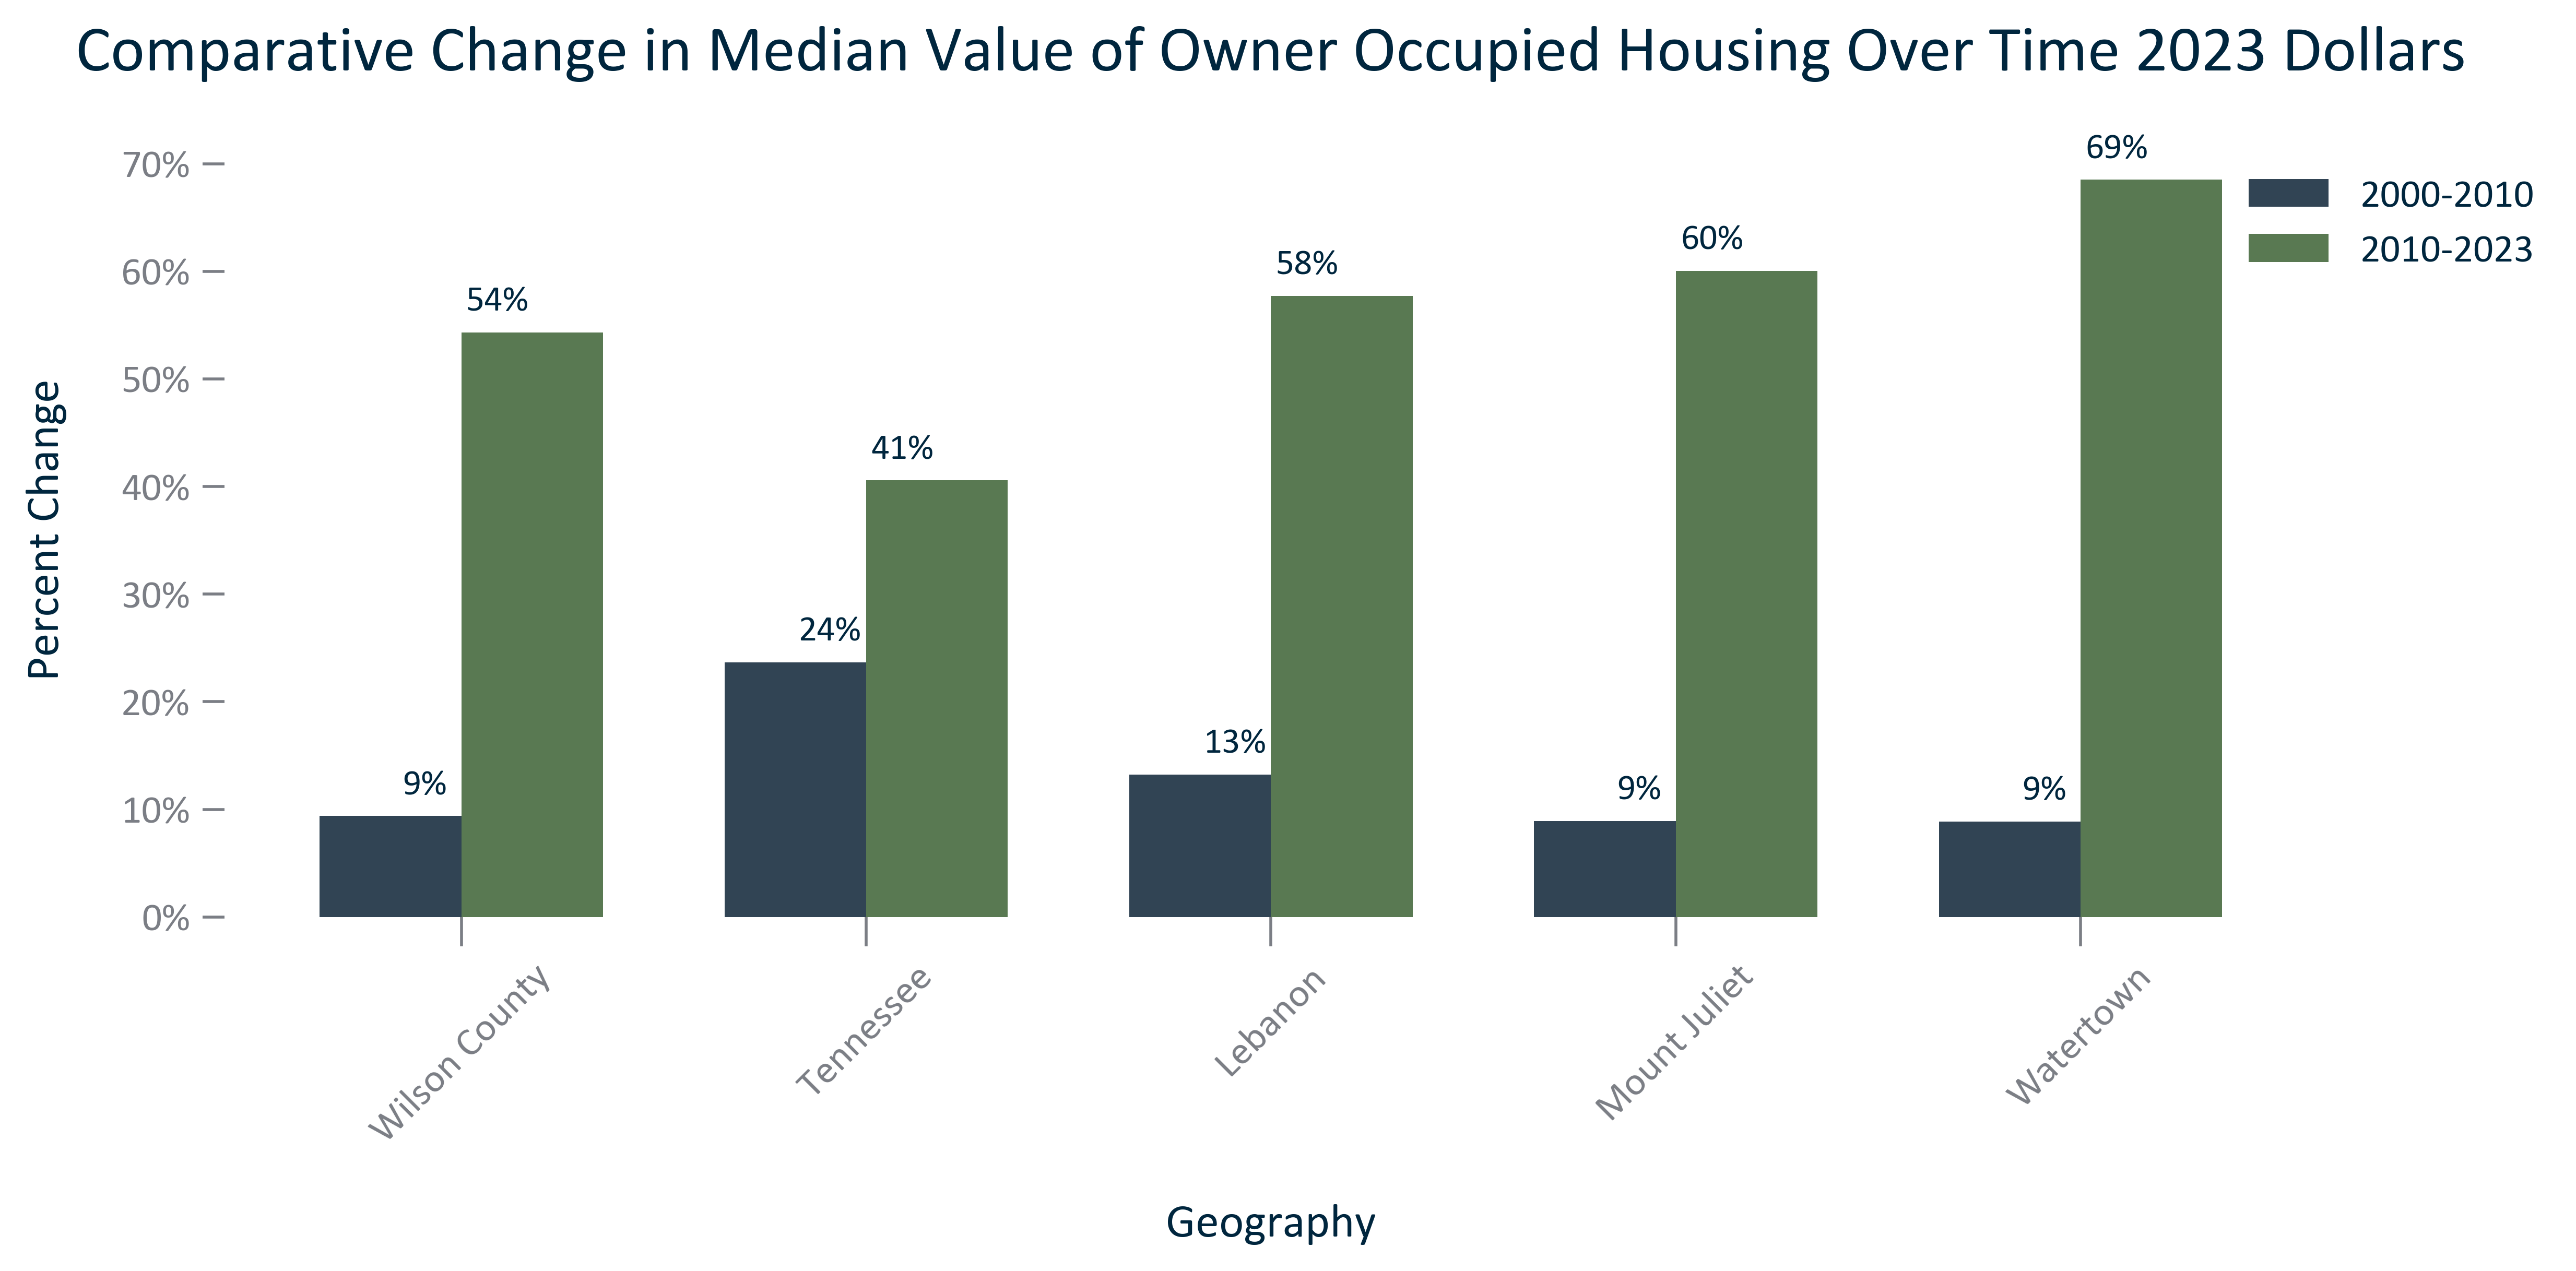 Comparative Change in Median Value of Owner Occupied Housing Over Time 2023 Dollars
Percent Change
70%
60%
50%
40%
30%
20%
10%
0%
9%
54%
24%
41%
13%
58%
9%
60%
9%
69%
2000-2010
2010-2023
Wilson County
Tennessee
Lebanon
Mount Juliet
Watertown
Geography